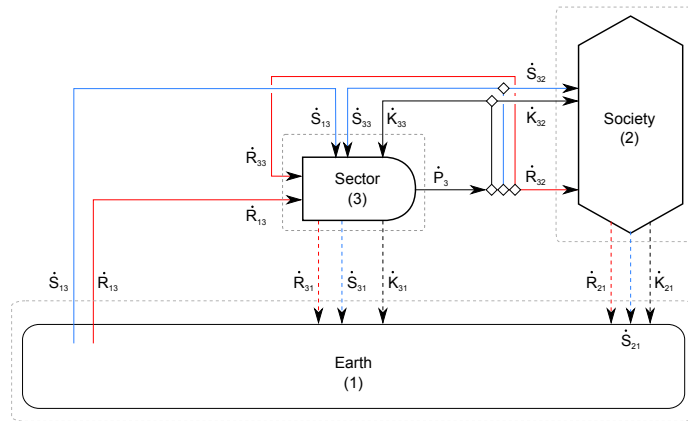 Ṡ₃₂
Ṡ₁₃
Ṡ₃₃
K̇₃₃
K̇₃₂
Society
(2)
Ṙ₃₃
Sector
(3)
Ṗ₃
Ṙ₃₂
Ṙ₁₃
Ṡ₁₃
Ṙ₁₃
Ṙ₃₁
Ṡ₃₁
K̇₃₁
Ṙ₂₁
K̇₂₁
Ṡ₂₁
Earth
(1)